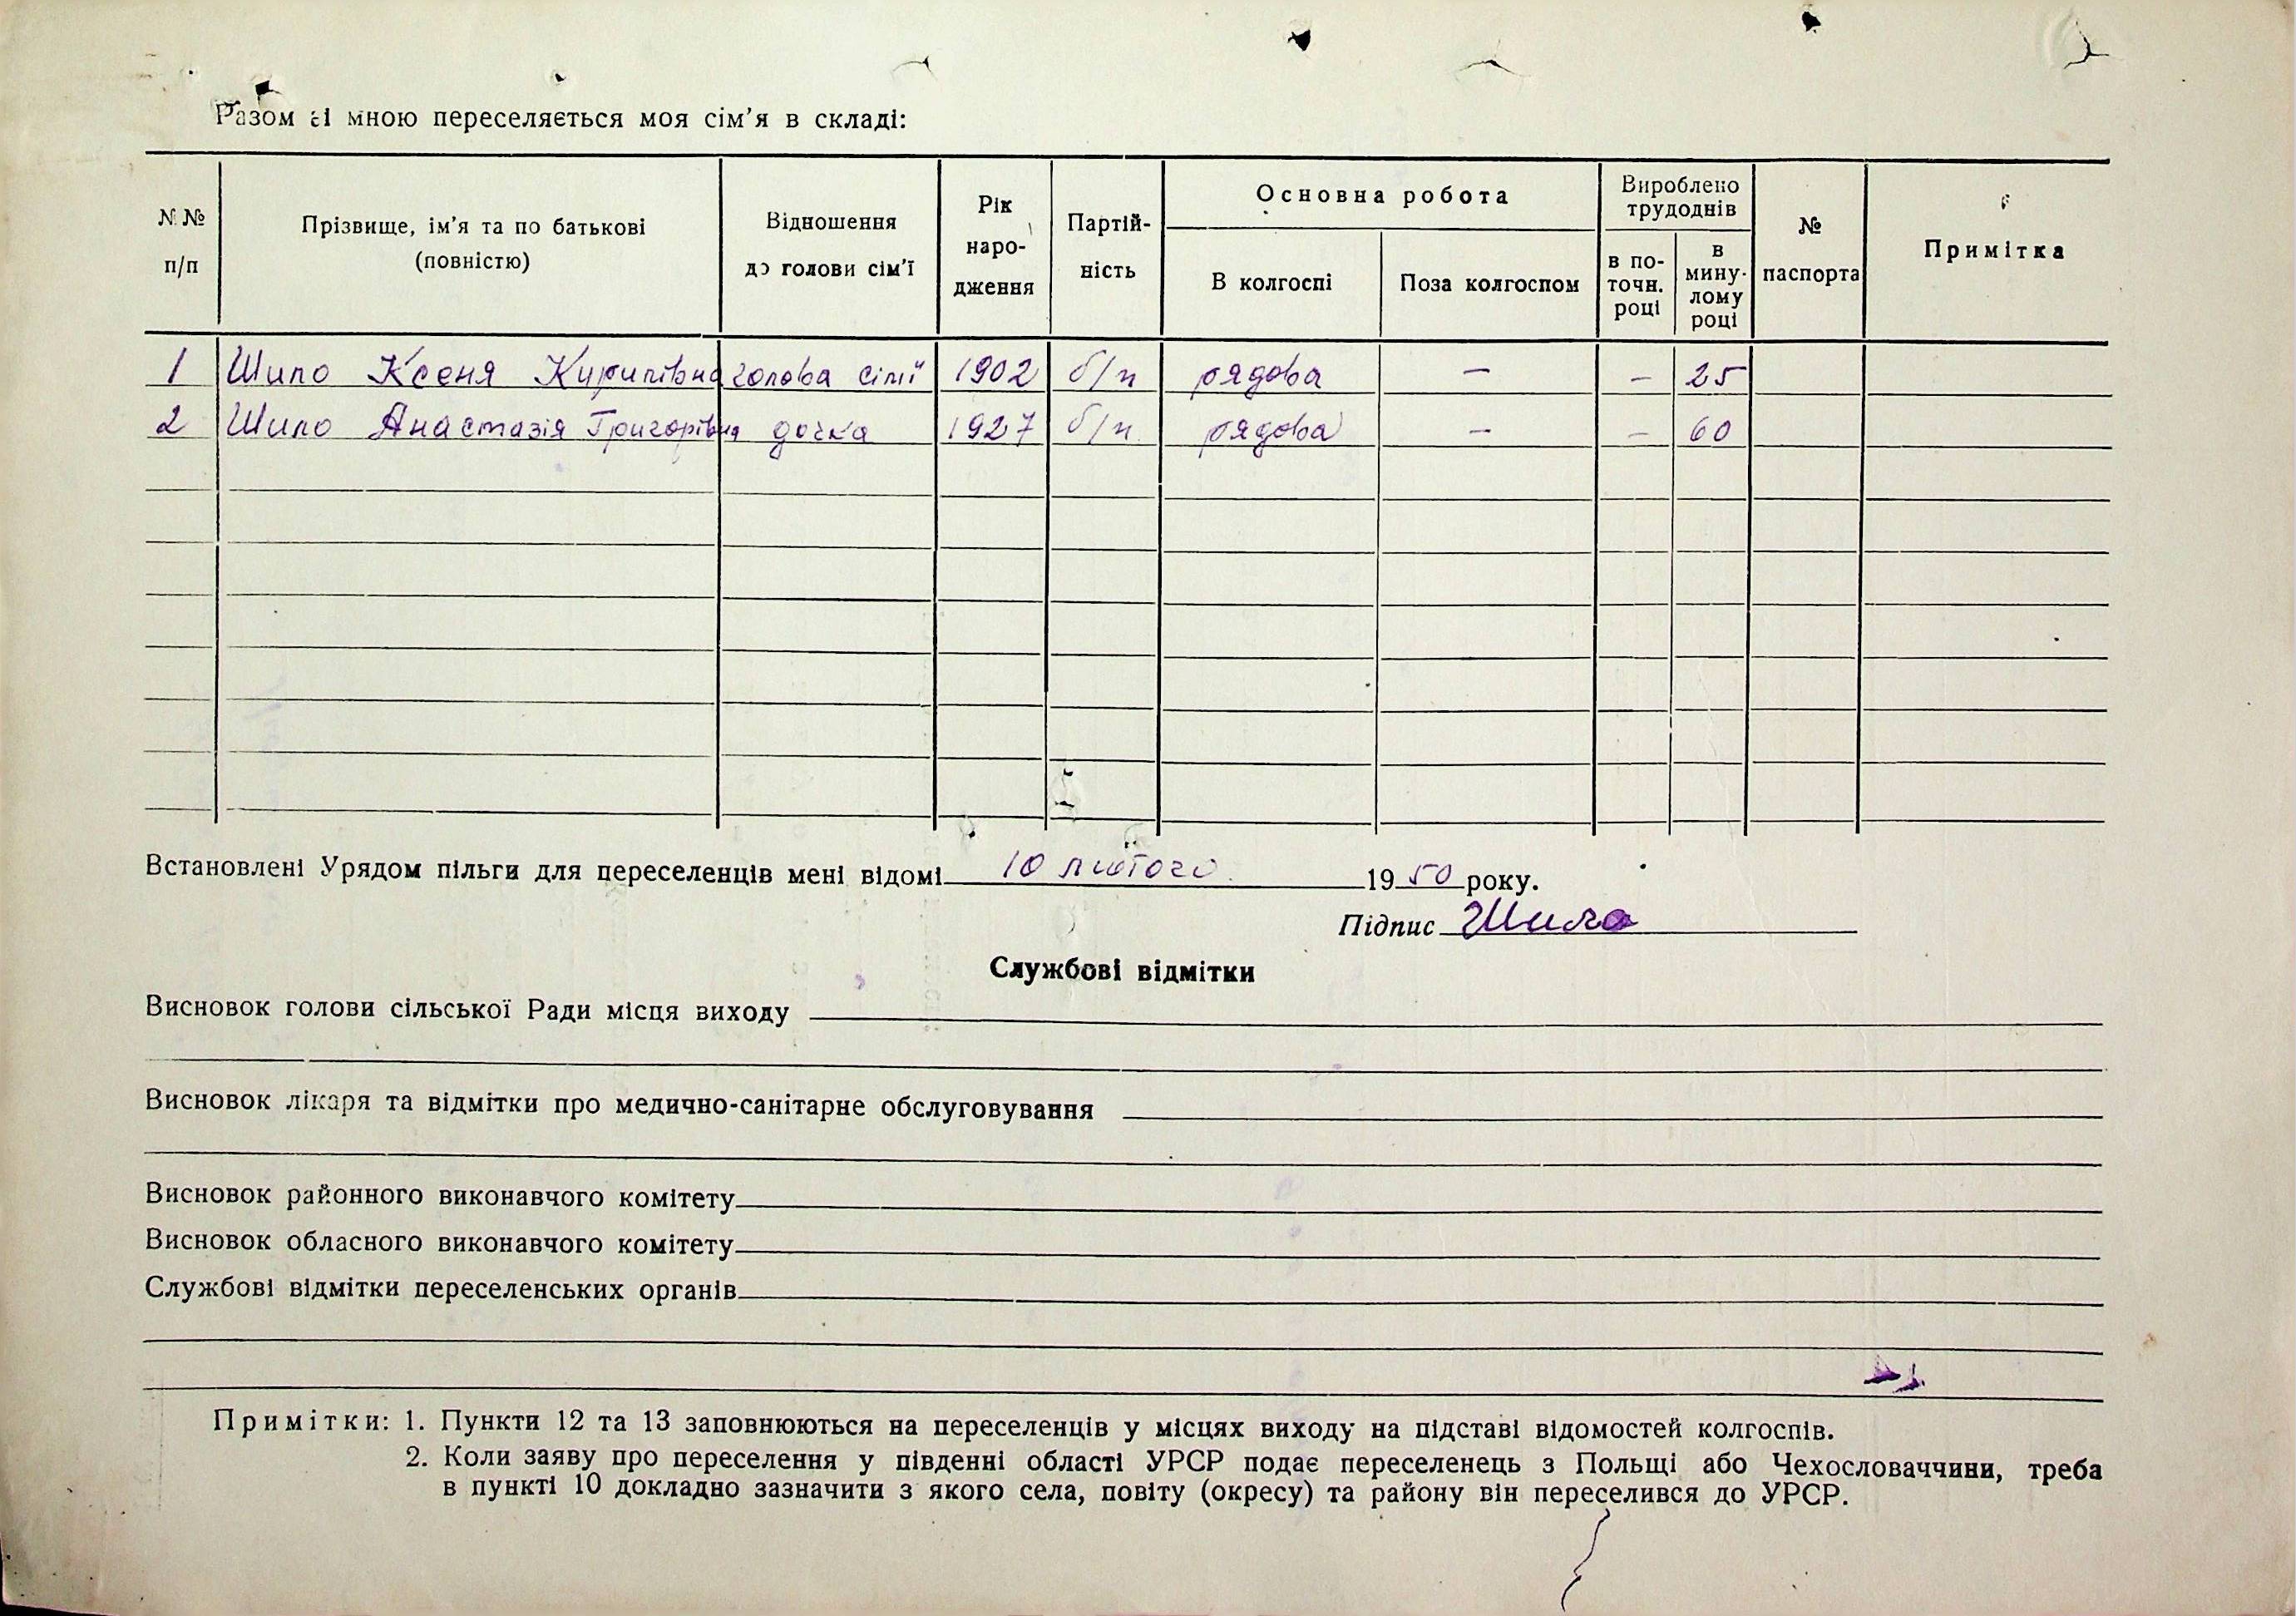 Разом зі мною переселяється моя сім'я в складі:
№№ п/п
Прізвище, ім'я та по батькові (повністю)
Відношення до голови сім'ї
Рік народження
Партійність
Основна робота
В колгоспі
Поза колгоспом
Вироблено трудоднів
в поточн. році
в минулому році
№ паспорта
Примітка
1 Шило Ксеня Кирилівна голова сімї 1902 б/п рядова — — 25
2 Шило Анастазія Григорівна дочка 1927 б/п рядова — — 60
Встановлені Урядом пільги для переселенців мені відомі 10 лютого 1950 року.
Підпис Шило
Службові відмітки
Висновок голови сільської Ради місця виходу
Висновок лікаря та відмітки про медично-санітарне обслуговування
Висновок районного виконавчого комітету
Висновок обласного виконавчого комітету
Службові відмітки переселенських органів
Примітки: 1. Пункти 12 та 13 заповнюються на переселенців у місцях виходу на підставі відомостей колгоспів.
2. Коли заяву про переселення у південні області УРСР подає переселенець з Польщі або Чехословаччини, треба
в пункті 10 докладно зазначити з якого села, повіту (окресу) та району він переселився до УРСР.